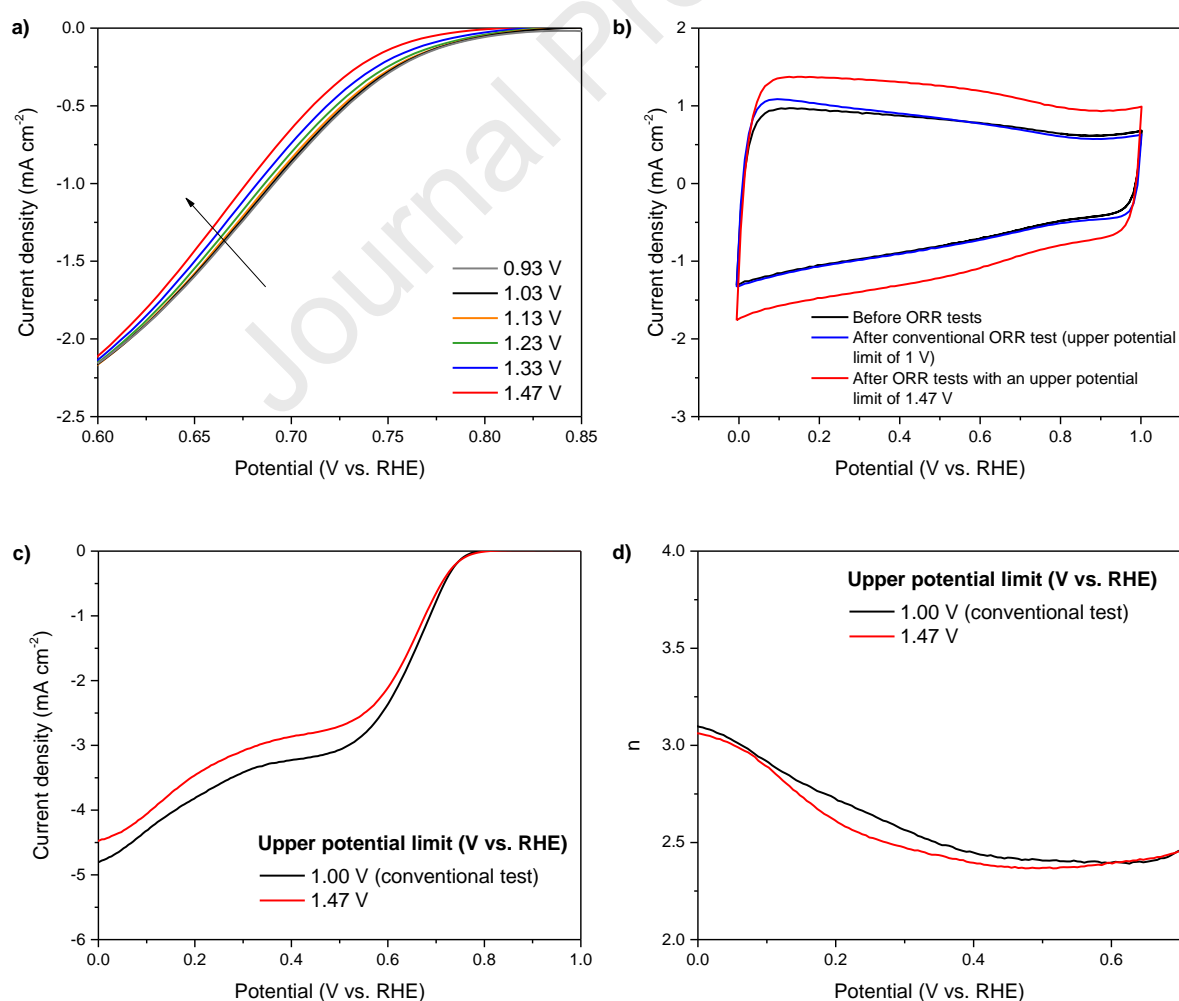 Journal Pre
a)
0.0
-0.5
-1.0
-1.5
-2.0
-2.5
0.60 0.65 0.70 0.75 0.80 0.85
Current density (mA cm-2)
Potential (V vs. RHE)
0.93 V
1.03 V
1.13 V
1.23 V
1.33 V
1.47 V
b)
2
1
0
-1
-2
-3
0.0 0.2 0.4 0.6 0.8 1.0
Current density (mA cm-2)
Potential (V vs. RHE)
Before ORR tests
After conventional ORR test (upper potential
limit of 1 V)
After ORR tests with an upper potential
limit of 1.47 V
c)
0
-1
-2
-3
-4
-5
-6
0.0 0.2 0.4 0.6 0.8 1.0
Current density (mA cm-2)
Potential (V vs. RHE)
Upper potential limit (V vs. RHE)
1.00 V (conventional test)
1.47 V
d)
4.0
3.5
3.0
2.5
2.0
0.0 0.2 0.4 0.6
n
Potential (V vs. RHE)
Upper potential limit (V vs. RHE)
1.00 V (conventional test)
1.47 V